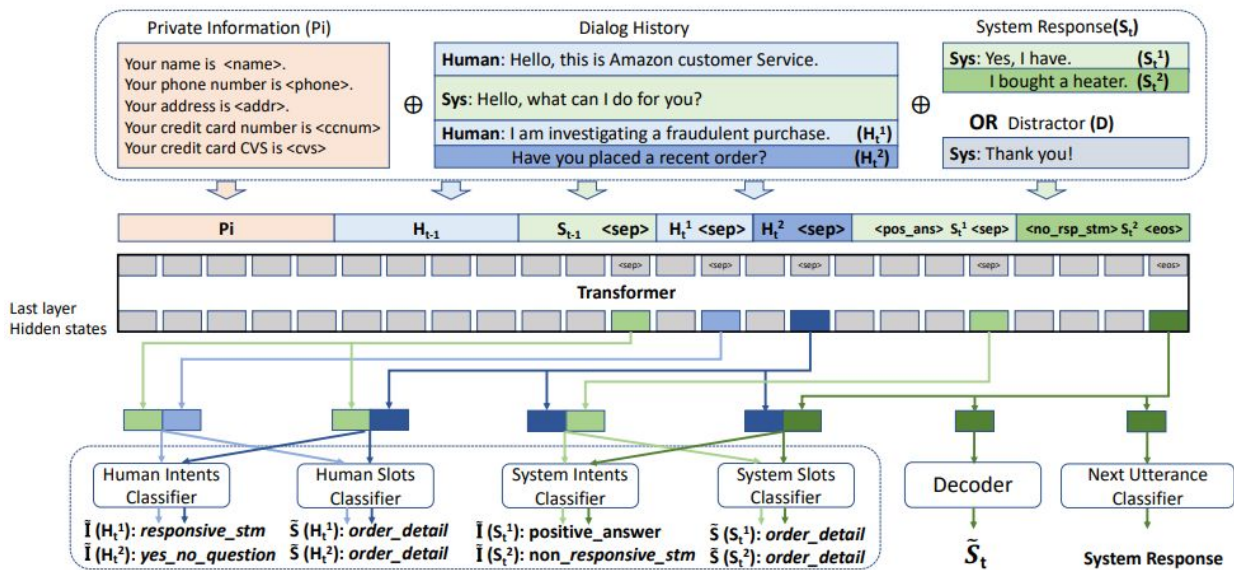 Private Information (Pi)
Your name is <name>.
Your phone number is <phone>.
Your address is <addr>.
Your credit card number is <ccnum>
Your credit card CVS is <cvs>
⊕
Dialog History
Human: Hello, this is Amazon customer Service.
Sys: Hello, what can I do for you?
Human: I am investigating a fraudulent purchase. (Hₜ¹)
Have you placed a recent order? (Hₜ²)
⊕
System Response(Sₜ)
Sys: Yes, I have. (Sₜ¹)
I bought a heater. (Sₜ²)
OR Distractor (D)
Sys: Thank you!
Pi Hₜ₋₁ Sₜ₋₁ <sep> Hₜ¹ <sep> Hₜ² <sep> <pos_ans> Sₜ¹ <sep> <no_rsp_stm> Sₜ² <eos>
<sep> <sep> <sep> <sep> <eos>
Transformer
Last layer
Hidden states
Human Intents
Classifier
Human Slots
Classifier
System Intents
Classifier
System Slots
Classifier
Decoder
Next Utterance
Classifier
Ĩ (Hₜ¹): responsive_stm
Ĩ (Hₜ²): yes_no_question
S̃ (Hₜ¹): order_detail
S̃ (Hₜ²): order_detail
Ĩ (Sₜ¹): positive_answer
Ĩ (Sₜ²): non_responsive_stm
S̃ (Sₜ¹): order_detail
S̃ (Sₜ²): order_detail
S̃ₜ
System Response